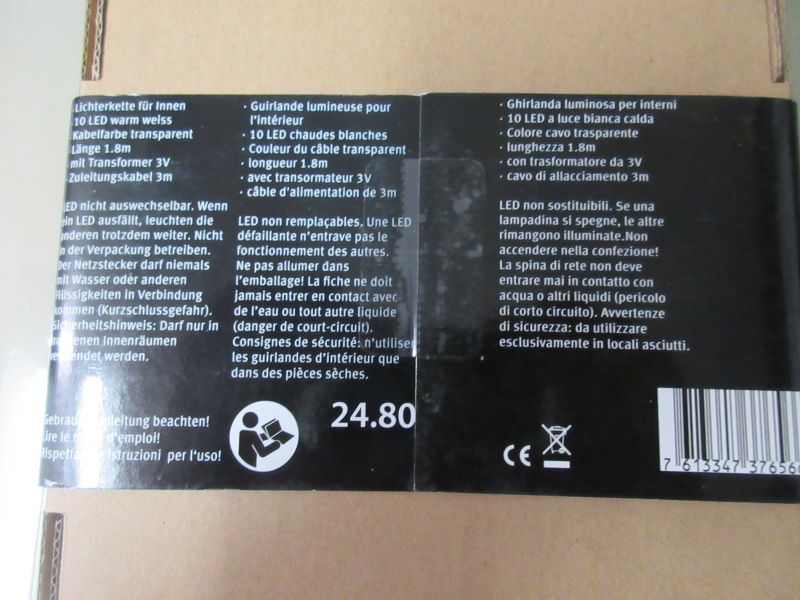 Lichterkette für Innen
10 LED warm weiss
Kabelfarbe transparent
Länge 1.8m
mit Transformer 3V
Zuleitungskabel 3m
LED nicht auswechselbar. Wenn
ein LED ausfällt, leuchten die
anderen trotzdem weiter. Nicht
in der Verpackung betreiben.
Der Netzstecker darf niemals
mit Wasser oder anderen
Flüssigkeiten in Verbindung
kommen (Kurzschlussgefahr).
Sicherheitshinweis: Darf nur in
Innenräumen
werden.
beachten!
Lire le d'emploi!
istruzioni per l'uso!
· Guirlande lumineuse pour
l'intérieur
· 10 LED chaudes blanches
· Couleur du câble transparent
· longueur 1.8m
· avec transormateur 3V
· câble d'alimentation de 3m
LED non remplaçables. Une LED
défaillante n'entrave pas le
fonctionnement des autres.
Ne pas allumer dans
l'emballage! La fiche ne doit
jamais entrer en contact avec
de l'eau ou tout autre liquide
(danger de court-circuit).
Consignes de sécurité: n'utiliser
les guirlandes d'intérieur que
dans des pièces sèches.
24.80
· Ghirlanda luminosa per interni
· 10 LED a luce bianca calda
· Colore cavo trasparente
· lunghezza 1.8m
· con trasformatore da 3V
· cavo di allacciamento 3m
LED non sostituibili. Se una
lampadina si spegne, le altre
rimangono illuminate.Non
accendere nella confezione!
La spina di rete non deve
entrare mai in contatto con
acqua o altri liquidi (pericolo
di corto circuito). Avvertenze
di sicurezza: da utilizzare
esclusivamente in locali asciutti.
CE
7 613347 37656